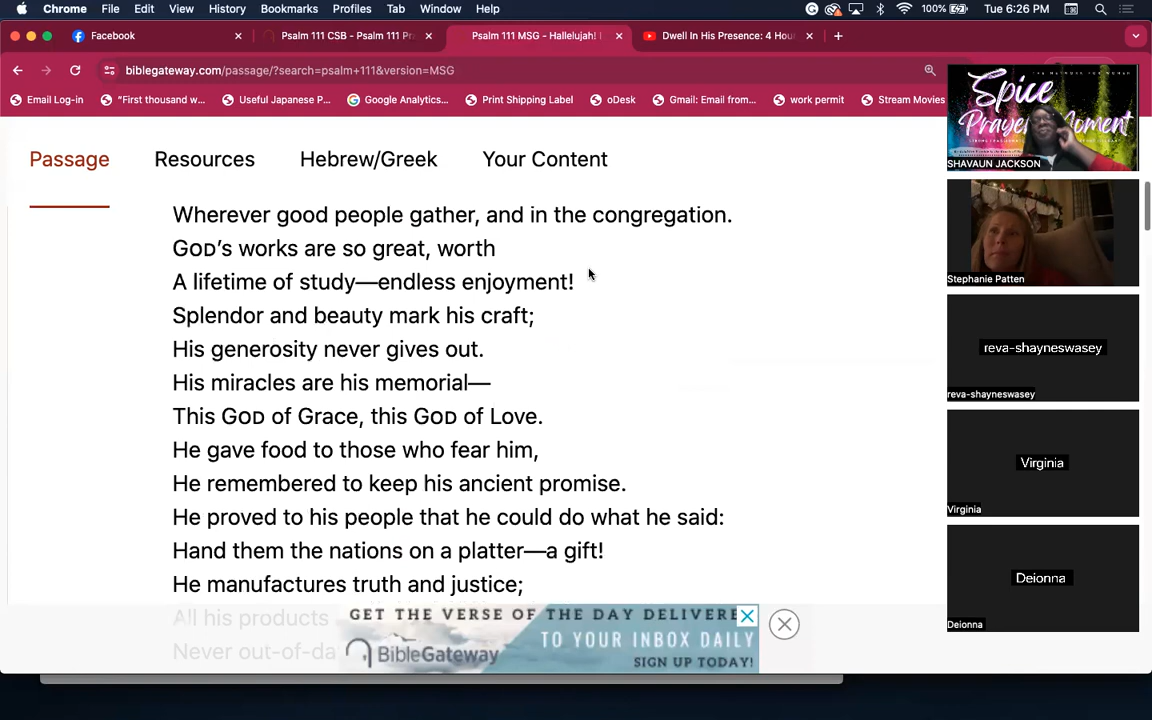 Chrome File Edit View History Bookmarks Profiles Tab Window Help 100% Tue 6:26 PM
Facebook Psalm 111 CSB - Psalm 111 Pr Psalm 111 MSG - Hallelujah! Dwell In His Presence: 4 Hou
biblegateway.com/passage/?search=psalm+111&version=MSG
Email Log-in "First thousand w... Useful Japanese P... Google Analytics... Print Shipping Label oDesk Gmail: Email from... work permit Stream Movies
Passage Resources Hebrew/Greek Your Content
Wherever good people gather, and in the congregation.
GOD's works are so great, worth
A lifetime of study—endless enjoyment!
Splendor and beauty mark his craft;
His generosity never gives out.
His miracles are his memorial—
This GOD of Grace, this GOD of Love.
He gave food to those who fear him,
He remembered to keep his ancient promise.
He proved to his people that he could do what he said:
Hand them the nations on a platter—a gift!
He manufactures truth and justice;
All his products
Never out-of-da
GET THE VERSE OF THE DAY DELIVERE
TO YOUR INBOX DAILY
BibleGateway
SIGN UP TODAY!
Spice
Prayer Moment
SHAVAUN JACKSON
Stephanie Patten
reva-shayneswasey
reva-shayneswasey
Virginia
Virginia
Deionna
Deionna